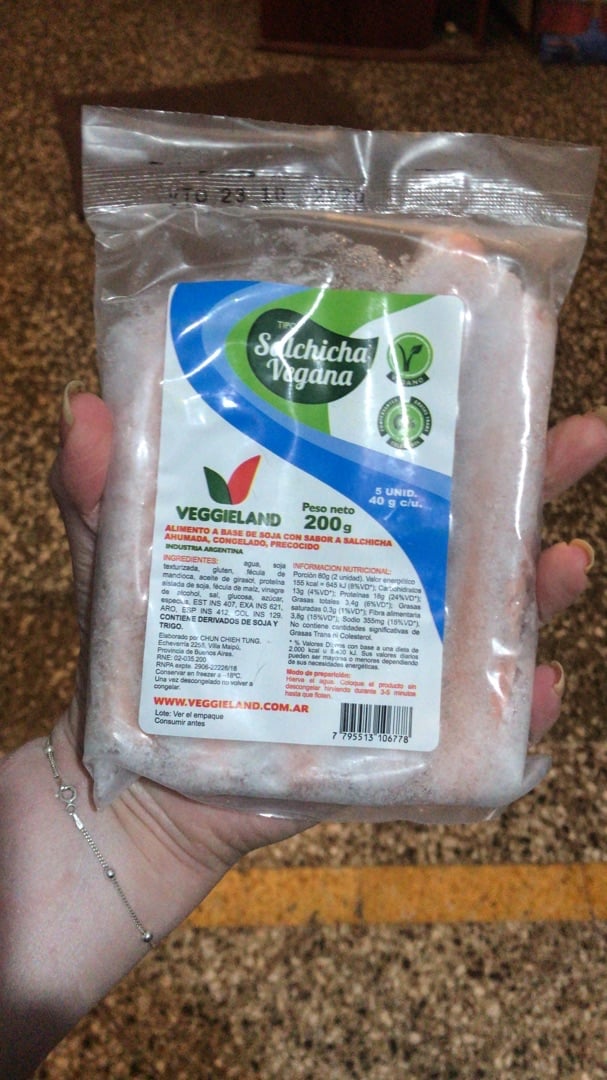 VTO 23 10 2020
TIPO
Salchicha
Vegana
VEGANO
5 UNID.
40 g c/u.
VEGGIELAND
Peso neto
200g
ALIMENTO A BASE DE SOJA CON SABOR A SALCHICHA
AHUMADA, CONGELADO, PRECOCIDO
INDUSTRIA ARGENTINA
INGREDIENTES: agua, soja
texturizada, gluten, fécula de
mandioca, aceite de girasol, proteína
aislada de soja, fécula de maíz, vinagre
de alcohol, sal, glucosa, azúcar,
especias, EST INS 407, EXA INS 621,
ARO, ESP INS 412, COL INS 129.
CONTIENE DERIVADOS DE SOJA Y
TRIGO.
Elaborado por CHUN CHIEH TUNG.
Echeverría 2258, Villa Maipú,
Provincia de Buenos Aires.
RNE: 02-035.200
RNPA expte. 2906-22226/18
Conservar en freezer a -18ºC.
Una vez descongelado no volver a
congelar.
WWW.VEGGIELAND.COM.AR
Lote: Ver el empaque
Consumir antes
INFORMACION NUTRICIONAL:
Porción 80g (2 unidad). Valor energético
155 kcal = 645 kJ (8%VD*); Carbohidratos
13g (4%VD*); Proteínas 18g (24%VD*);
Grasas totales 3,4g (6%VD*); Grasas
saturadas 0,3g (1%VD*); Fibra alimentaria
3,8g (15%VD*); Sodio 355mg (15%VD*).
No contiene cantidades significativas de
Grasas Trans ni Colesterol.
* % Valores Diarios con base a una dieta de
2.000 kcal u 8.400 kJ. Sus valores diarios
pueden ser mayores o menores dependiendo
de sus necesidades energéticas.
Modo de preparación:
Hierva el agua. Coloque el producto sin
descongelar hirviendo durante 3-5 minutos
hasta que floten.
7 795513 106778